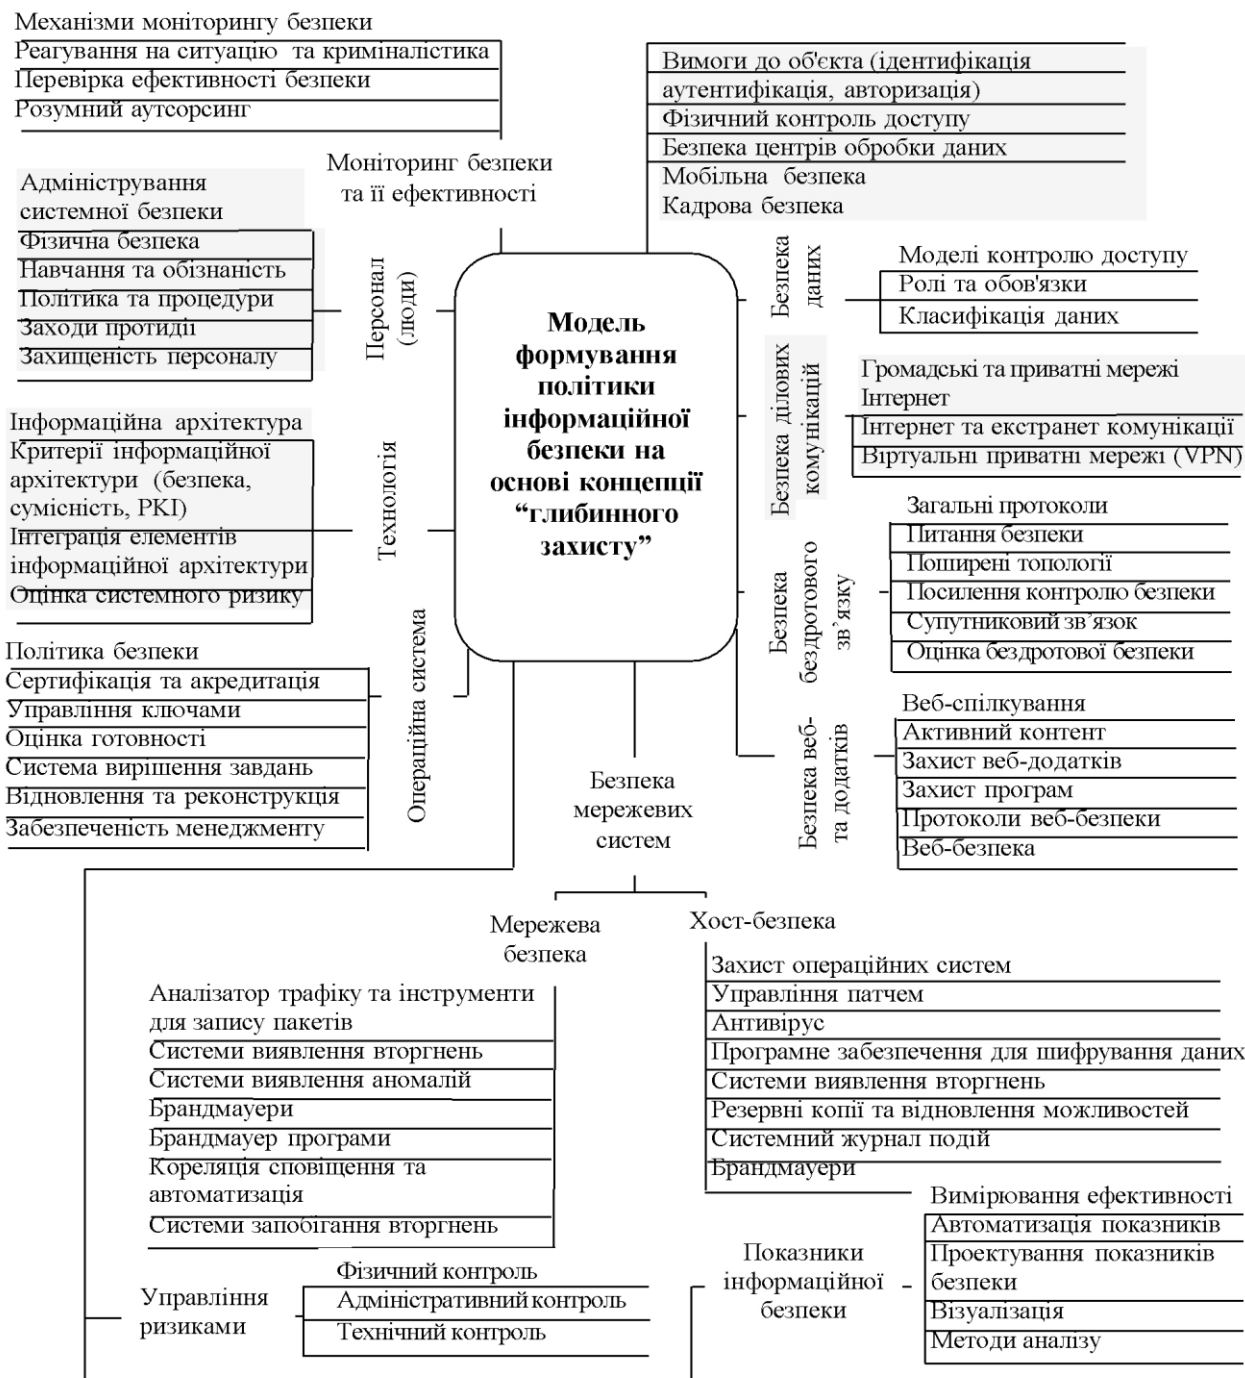 Механізми моніторингу безпеки
Реагування на ситуацію та криміналістика
Перевірка ефективності безпеки
Розумний аутсорсинг
Моніторинг безпеки
та її ефективності
Вимоги до об'єкта (ідентифікація
аутентифікація, авторизація)
Фізичний контроль доступу
Безпека центрів обробки даних
Мобільна безпека
Кадрова безпека
Адміністрування
системної безпеки
Фізична безпека
Навчання та обізнаність
Політика та процедури
Заходи протидії
Захищеність персоналу
Персонал
(люди)
Модель
формування
політики
інформаційної
безпеки на
основі концепції
“глибинного
захисту”
Безпека
даних
Моделі контролю доступу
Ролі та обов'язки
Класифікація даних
Безпека ділових
комунікацій
Громадські та приватні мережі
Інтернет
Інтернет та екстранет комунікації
Віртуальні приватні мережі (VPN)
Інформаційна архітектура
Критерії інформаційної
архітектури (безпека,
сумісність, PKI)
Інтеграція елементів
інформаційної архітектури
Оцінка системного ризику
Технологія
Безпека
бездротового
зв’язку
Загальні протоколи
Питання безпеки
Поширені топології
Посилення контролю безпеки
Супутниковий зв'язок
Оцінка бездротової безпеки
Політика безпеки
Сертифікація та акредитація
Управління ключами
Оцінка готовності
Система вирішення завдань
Відновлення та реконструкція
Забезпеченість менеджменту
Операційна система
Безпека веб-
та додатків
Веб-спілкування
Активний контент
Захист веб-додатків
Захист програм
Протоколи веб-безпеки
Веб-безпека
Безпека
мережевих
систем
Мережева
безпека
Аналізатор трафіку та інструменти
для запису пакетів
Системи виявлення вторгнень
Системи виявлення аномалій
Брандмауери
Брандмауер програми
Кореляція сповіщення та
автоматизація
Системи запобігання вторгнень
Хост-безпека
Захист операційних систем
Управління патчем
Антивірус
Програмне забезпечення для шифрування даних
Системи виявлення вторгнень
Резервні копії та відновлення можливостей
Системний журнал подій
Брандмауери
Управління
ризиками
Фізичний контроль
Адміністративний контроль
Технічний контроль
Показники
інформаційної
безпеки
Вимірювання ефективності
Автоматизація показників
Проектування показників
безпеки
Візуалізація
Методи аналізу